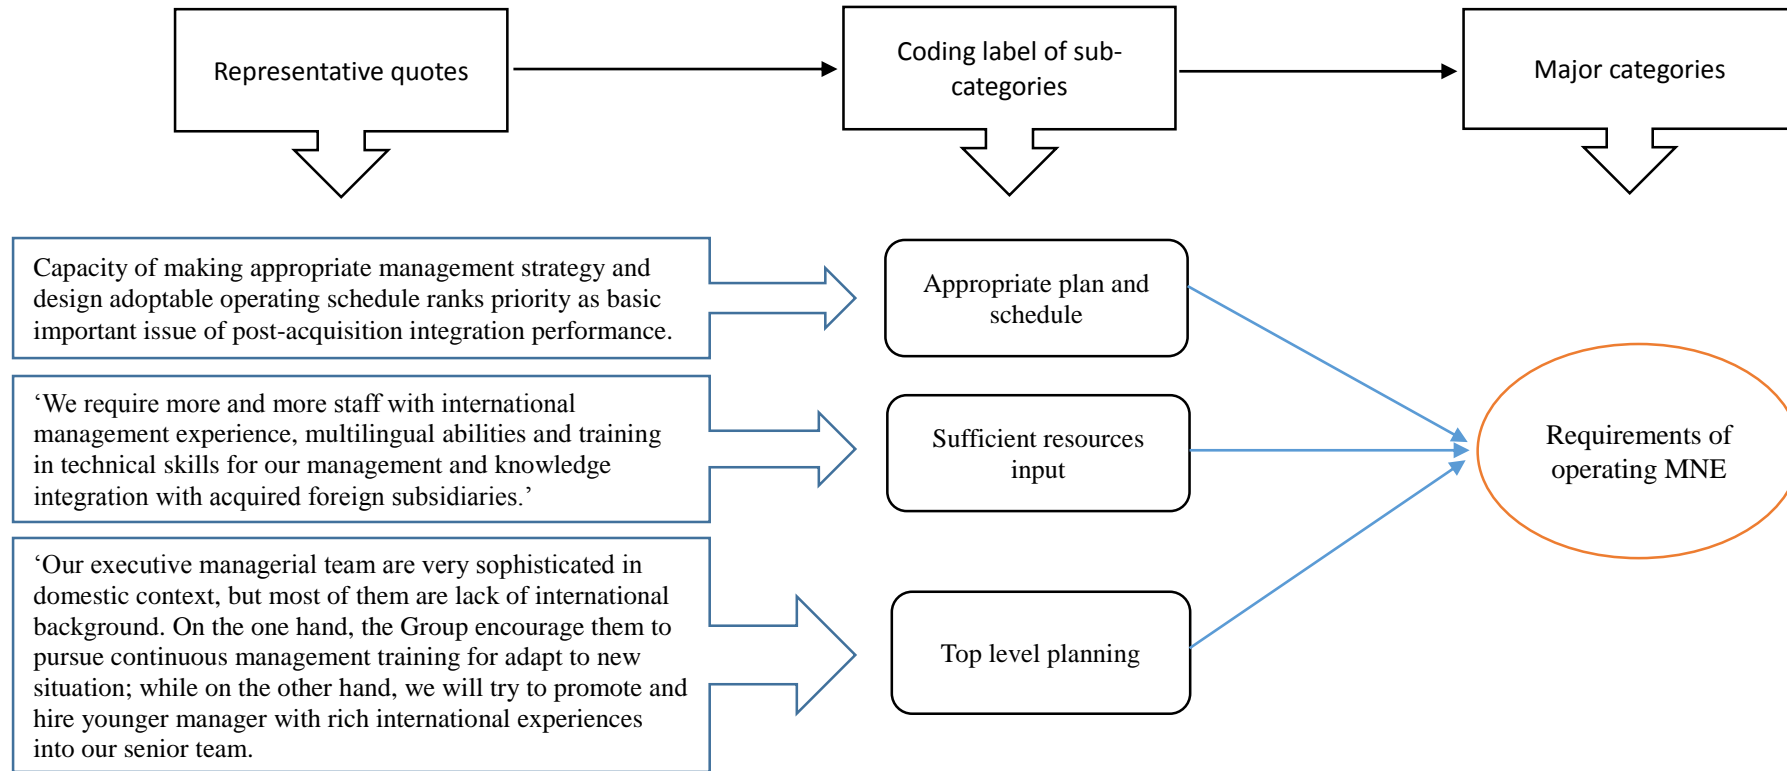 Representative quotes
Coding label of sub-
categories
Major categories
Capacity of making appropriate management strategy and
design adoptable operating schedule ranks priority as basic
important issue of post-acquisition integration performance.
Appropriate plan and
schedule
‘We require more and more staff with international
management experience, multilingual abilities and training
in technical skills for our management and knowledge
integration with acquired foreign subsidiaries.’
Sufficient resources
input
Requirements of
operating MNE
‘Our executive managerial team are very sophisticated in
domestic context, but most of them are lack of international
background. On the one hand, the Group encourage them to
pursue continuous management training for adapt to new
situation; while on the other hand, we will try to promote and
hire younger manager with rich international experiences
into our senior team.
Top level planning